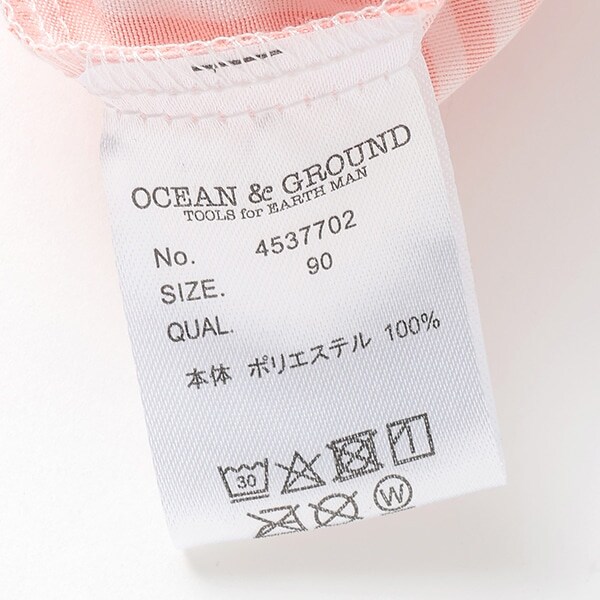 OCEAN & GROUND
TOOLS for EARTH MAN
No. 4537702
SIZE. 90
QUAL.
本体 ポリエステル 100%
30
W